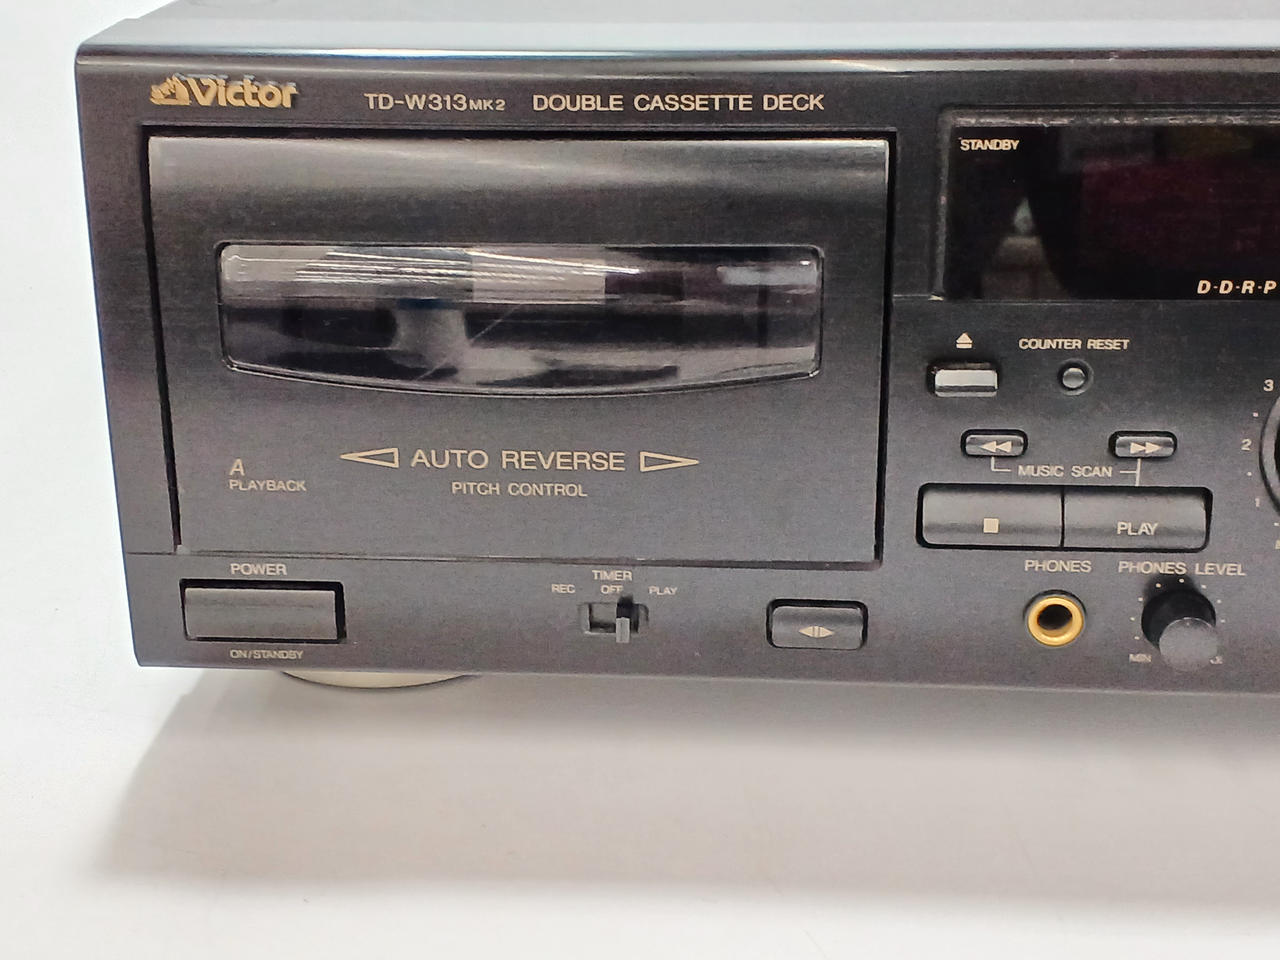 Victor TD-W313MK2 DOUBLE CASSETTE DECK
STANDBY
D·D·R·P
COUNTER RESET
AUTO REVERSE
PITCH CONTROL
A
PLAYBACK
3
2
1
MUSIC SCAN
PLAY
PHONES PHONES LEVEL
MIN
POWER
ON/STANDBY
TIMER
REC OFF PLAY